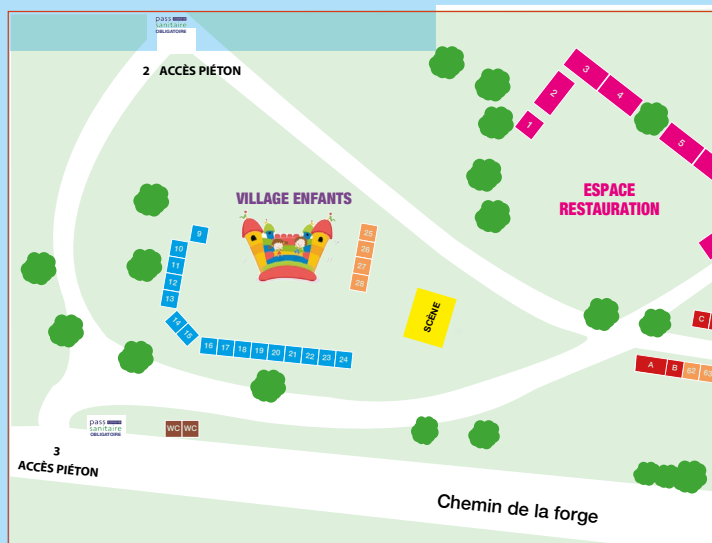 pass
sanitaire
OBLIGATOIRE
2 ACCÈS PIÉTON
3
4
2
1
5
ESPACE
RESTAURATION
VILLAGE ENFANTS
9
10
11
12
13
14
15
16 17 18 19 20 21 22 23 24
25
26
27
28
SCÈNE
C
A B 62 63
pass
sanitaire
OBLIGATOIRE
WC WC
3
ACCÈS PIÉTON
Chemin de la forge